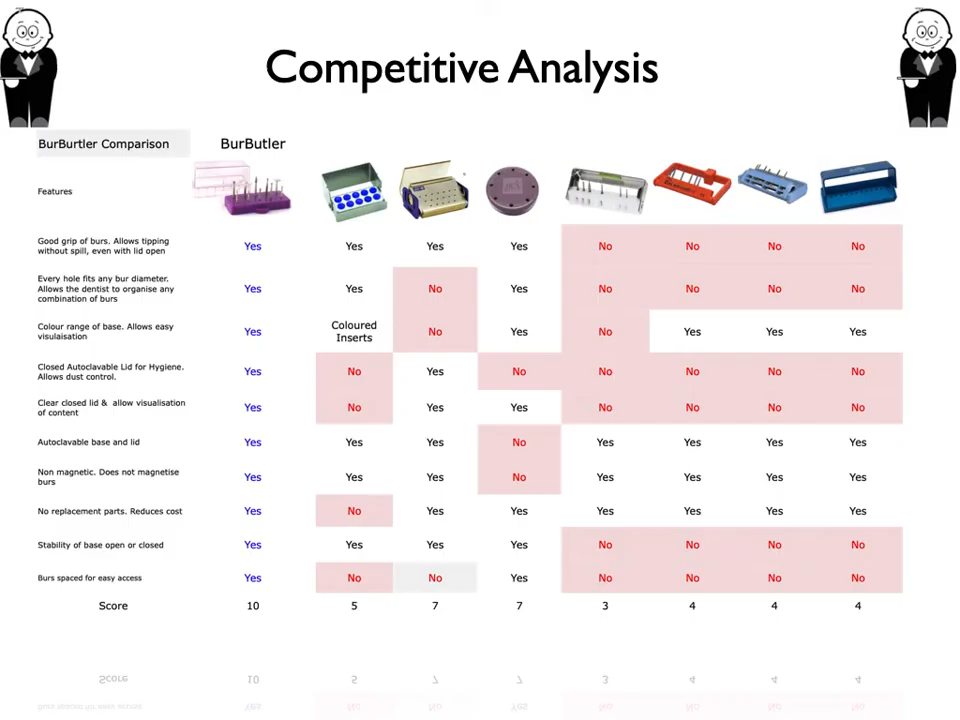 Competitive Analysis
BurBurtler Comparison BurButler
Features
Good grip of burs. Allows tipping
without spill, even with lid open Yes Yes Yes Yes No No No No
Every hole fits any bur diameter.
Allows the dentist to organise any
combination of burs Yes Yes No Yes No No No No
Colour range of base. Allows easy
visulaisation Yes Coloured
Inserts No Yes No Yes Yes Yes
Closed Autoclavable Lid for Hygiene.
Allows dust control. Yes No Yes No No No No No
Clear closed lid & allow visualisation
of content Yes No Yes Yes No No No No
Autoclavable base and lid Yes Yes Yes No Yes Yes Yes Yes
Non magnetic. Does not magnetise
burs Yes Yes Yes No Yes Yes Yes Yes
No replacement parts. Reduces cost Yes No Yes Yes Yes Yes Yes Yes
Stability of base open or closed Yes Yes Yes Yes No No No No
Burs spaced for easy access Yes No No Yes No No No No
Score 10 5 7 7 3 4 4 4